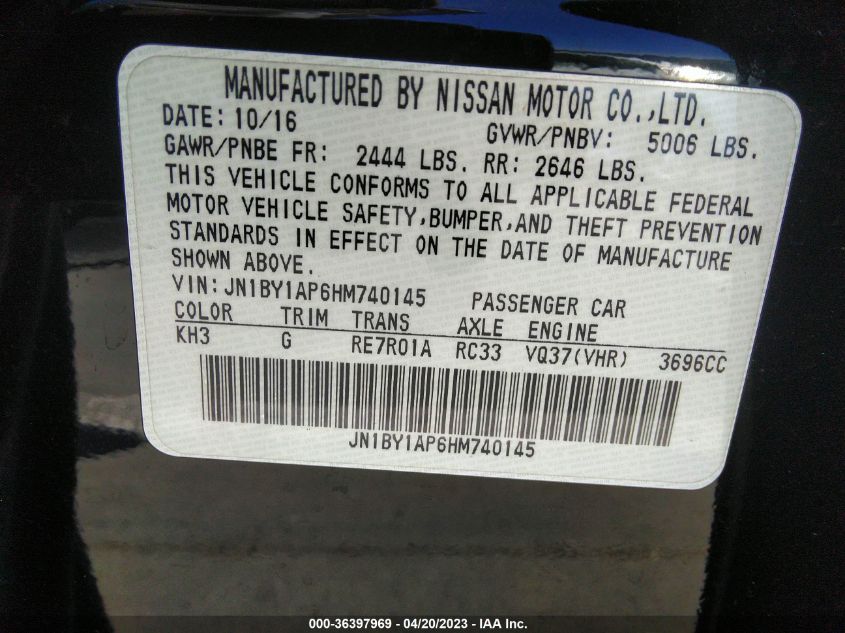 MANUFACTURED BY NISSAN MOTOR CO.,LTD.
DATE: 10/16 GVWR/PNBV: 5006 LBS.
GAWR/PNBE FR: 2444 LBS. RR: 2646 LBS.
THIS VEHICLE CONFORMS TO ALL APPLICABLE FEDERAL
MOTOR VEHICLE SAFETY,BUMPER,AND THEFT PREVENTION
STANDARDS IN EFFECT ON THE DATE OF MANUFACTURE
SHOWN ABOVE.
VIN: JN1BY1AP6HM740145 PASSENGER CAR
COLOR TRIM TRANS AXLE ENGINE
KH3 G RE7R01A RC33 VQ37(VHR) 3696CC
JN1BY1AP6HM740145
000-36397969 - 04/20/2023 - IAA Inc.